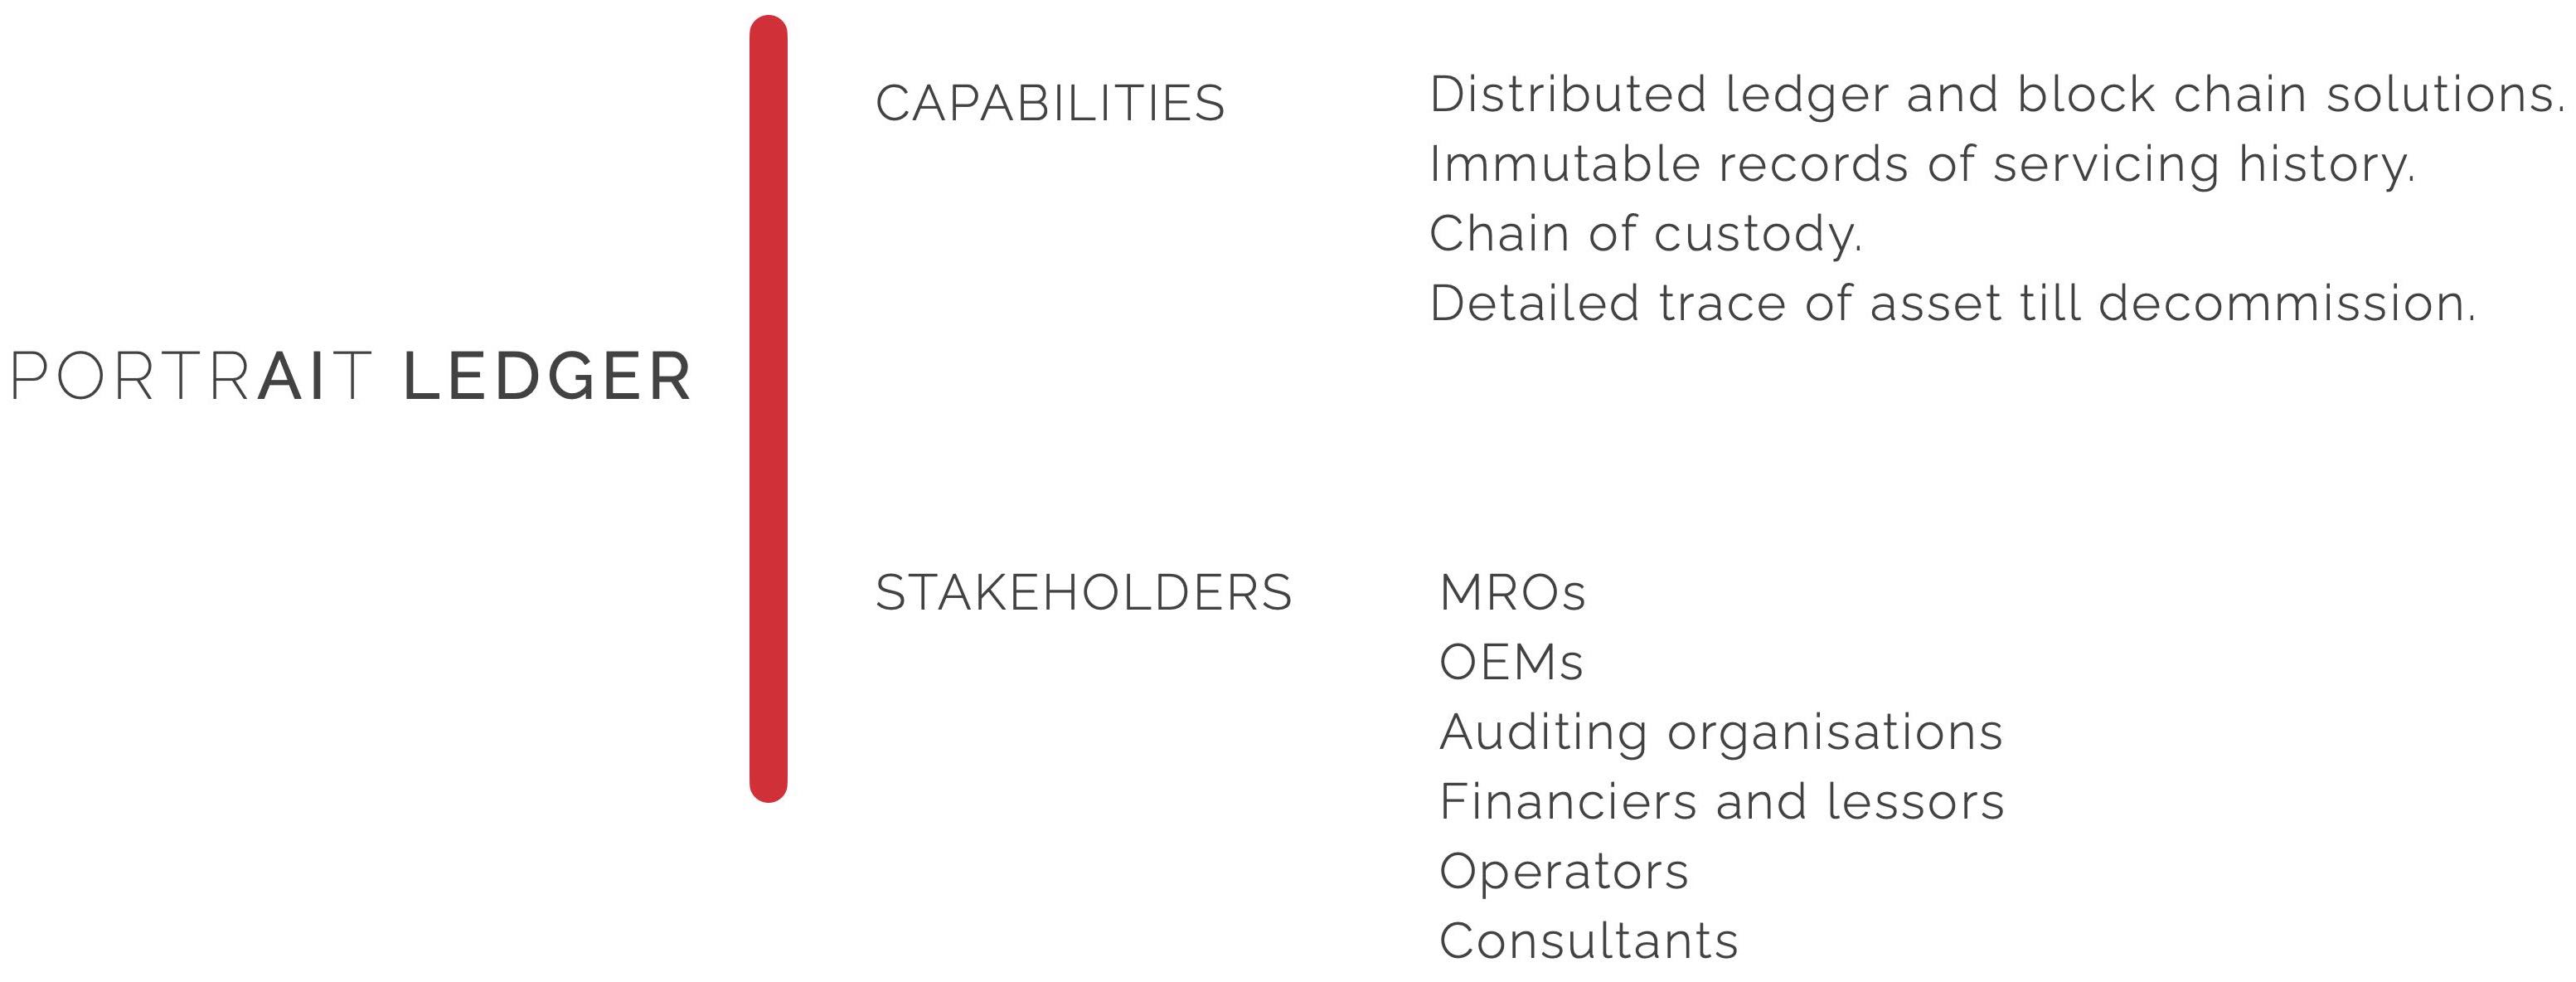 PORTRAIT LEDGER
CAPABILITIES
Distributed ledger and block chain solutions.
Immutable records of servicing history.
Chain of custody.
Detailed trace of asset till decommission.
STAKEHOLDERS
MROs
OEMs
Auditing organisations
Financiers and lessors
Operators
Consultants